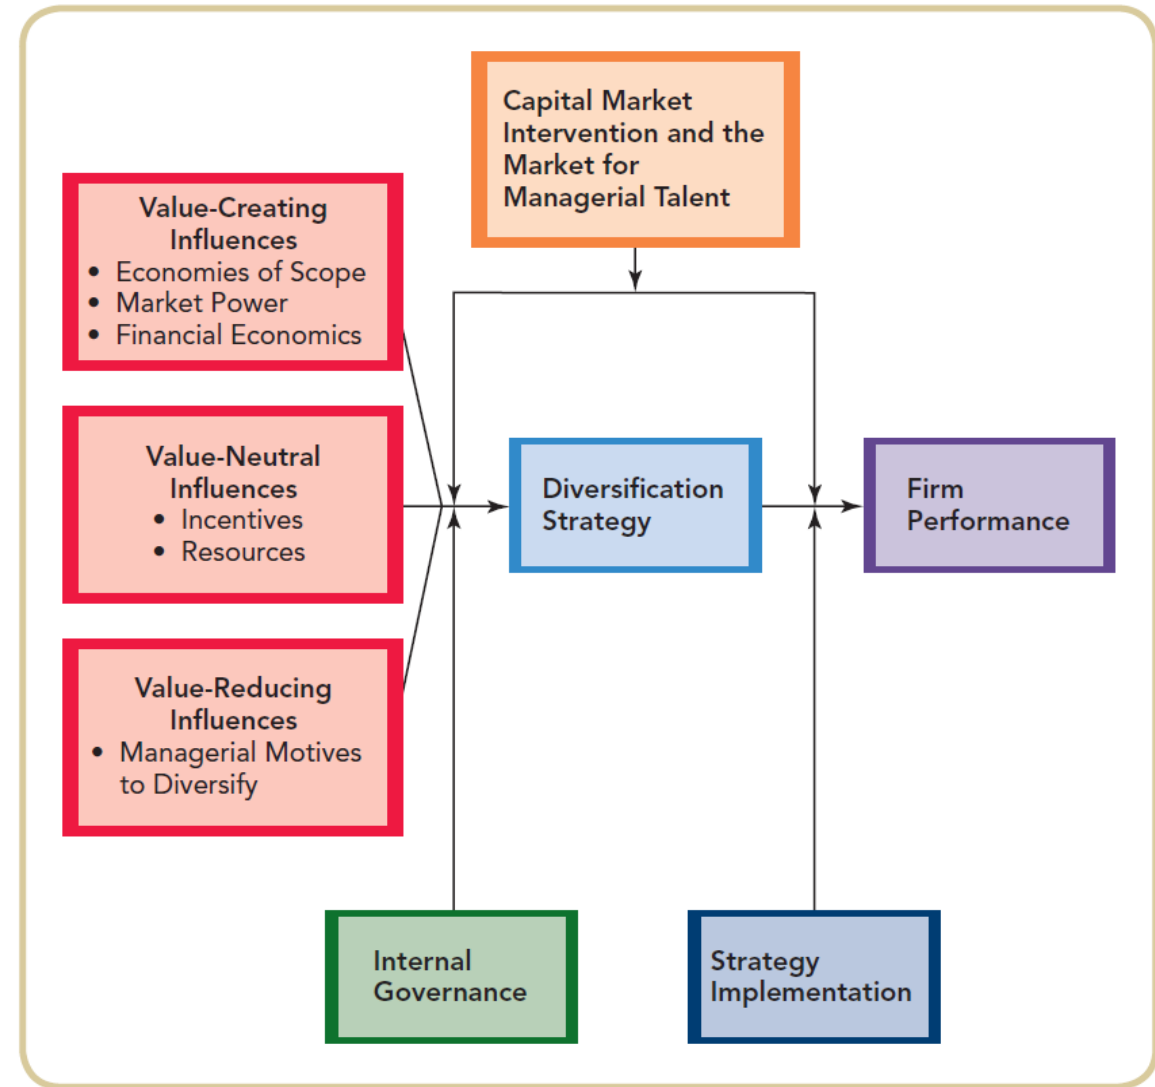 Capital Market
Intervention and the
Market for
Managerial Talent
Value-Creating
Influences
• Economies of Scope
• Market Power
• Financial Economics
Value-Neutral
Influences
• Incentives
• Resources
Diversification
Strategy
Firm
Performance
Value-Reducing
Influences
• Managerial Motives
to Diversify
Internal
Governance
Strategy
Implementation